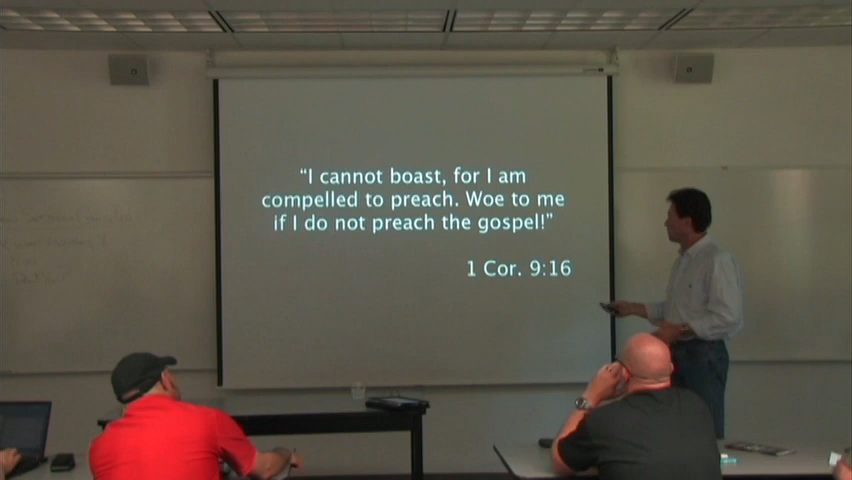 “I cannot boast, for I am
compelled to preach. Woe to me
if I do not preach the gospel!”
1 Cor. 9:16